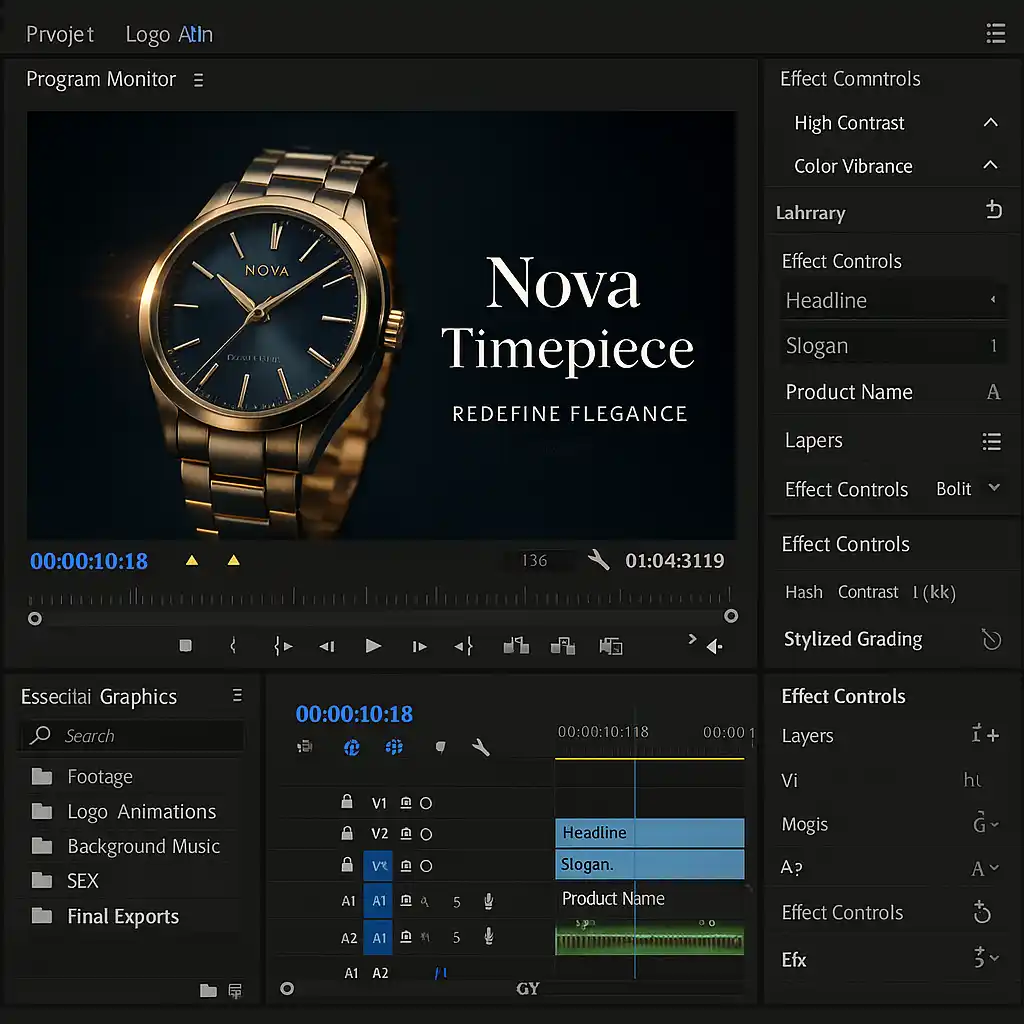 Prvojet Logo
Program Monitor
NOVA
Nova
Timepiece
REDEFINE FLEGANCE
00:00:10:18
136
01:04:3119
Effect Comntrols
High Contrast
Color Vibrance
Lahrrary
Effect Controls
Headline
Slogan 1
Product Name A
Lapers
Effect Controls Bolit
Effect Controls
Hash Contrast 1(kk)
Stylized Grading
Essecitai Graphics
Search
Footage
Logo Animations
Background Music
SEX
Final Exports
00:00:10:18
00:00:10:118 00:00 1
V1
V2
Headline
Slogan.
A1 A1 5
Product Name
A2 A1 5
A1 A2
GY
Effect Controls
Layers
Vi
Mogis
A? A
Effect Controls
Efx